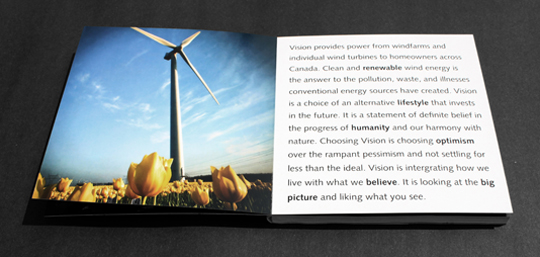 Vision provides power from windfarms and
individual wind turbines to homeowners across
Canada. Clean and renewable wind energy is
the answer to the pollution, waste, and illnesses
conventional energy sources have created. Vision
is a choice of an alternative lifestyle that invests
in the future. It is a statement of definite belief in
the progress of humanity and our harmony with
nature. Choosing Vision is choosing optimism
over the rampant pessimism and not settling for
less than the ideal. Vision is intergrating how we
live with what we believe. It is looking at the big
picture and liking what you see.